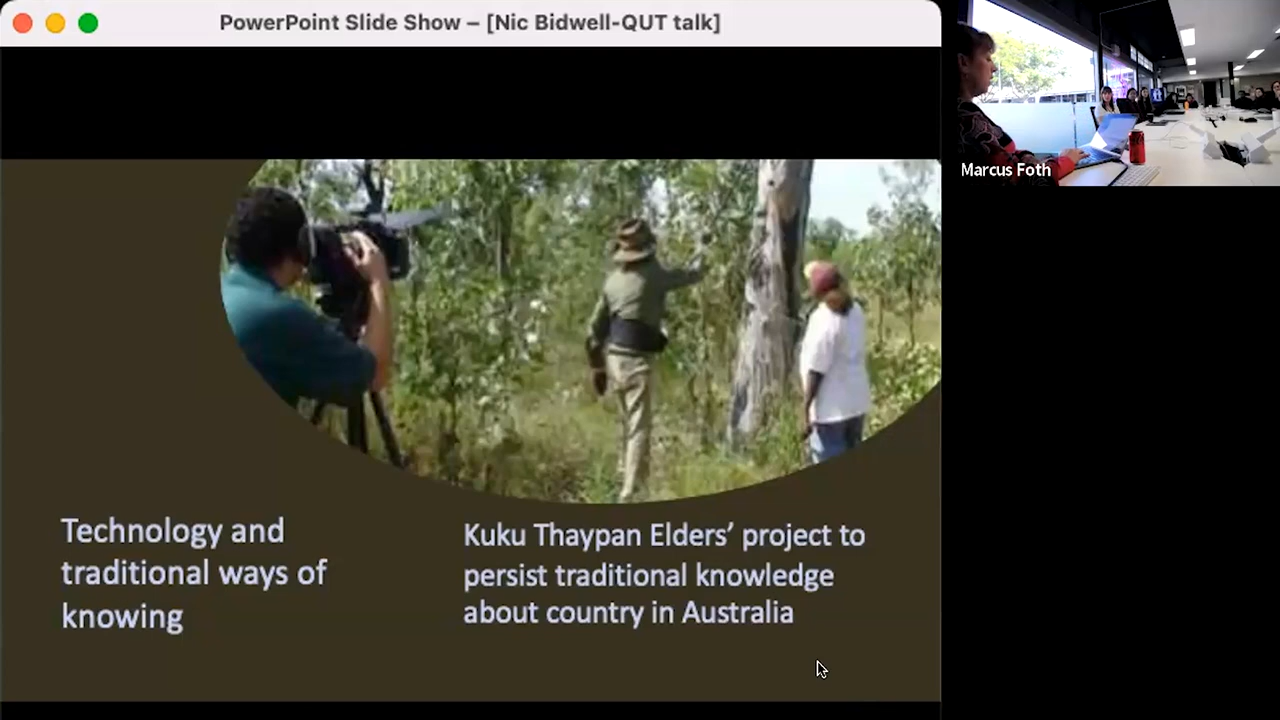 PowerPoint Slide Show – [Nic Bidwell-QUT talk]
Marcus Foth
Technology and
traditional ways of
knowing
Kuku Thaypan Elders’ project to
persist traditional knowledge
about country in Australia